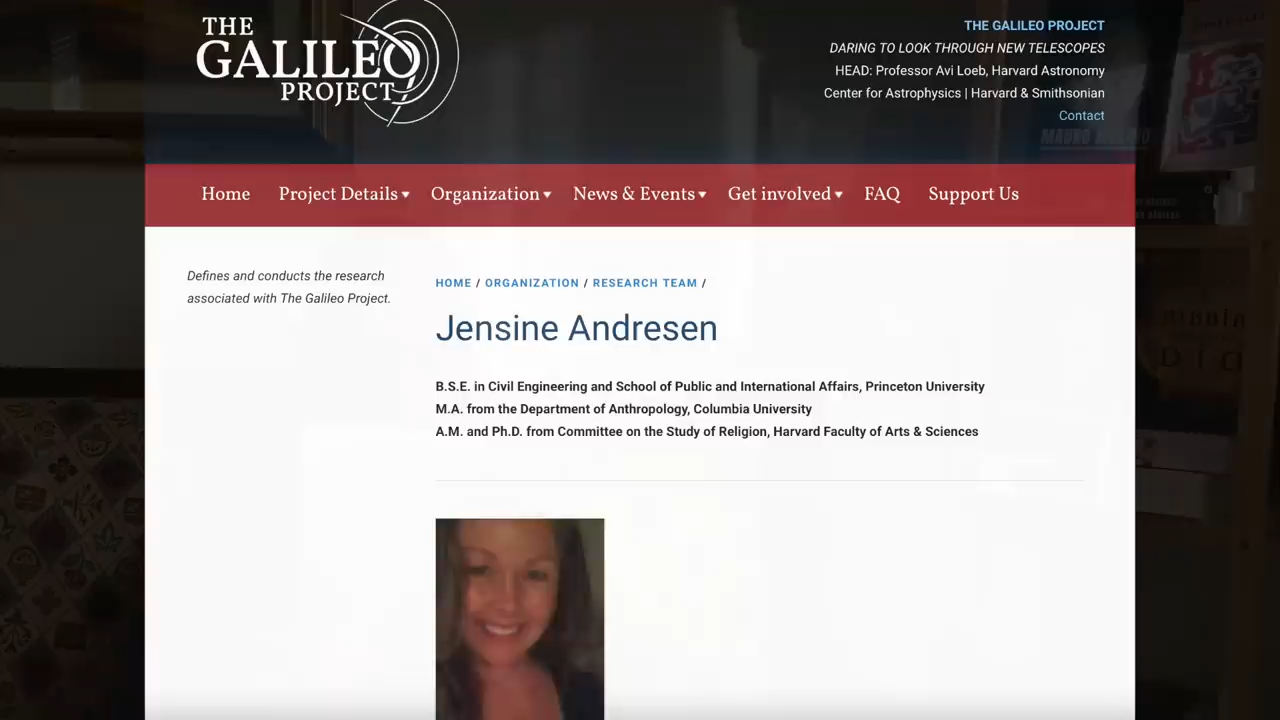 THE
GALILEO
PROJECT
THE GALILEO PROJECT
DARING TO LOOK THROUGH NEW TELESCOPES
HEAD: Professor Avi Loeb, Harvard Astronomy
Center for Astrophysics | Harvard & Smithsonian
Contact
Home Project Details Organization News & Events Get involved FAQ Support Us
Defines and conducts the research
associated with The Galileo Project.
HOME / ORGANIZATION / RESEARCH TEAM /
Jensine Andresen
B.S.E. in Civil Engineering and School of Public and International Affairs, Princeton University
M.A. from the Department of Anthropology, Columbia University
A.M. and Ph.D. from Committee on the Study of Religion, Harvard Faculty of Arts & Sciences